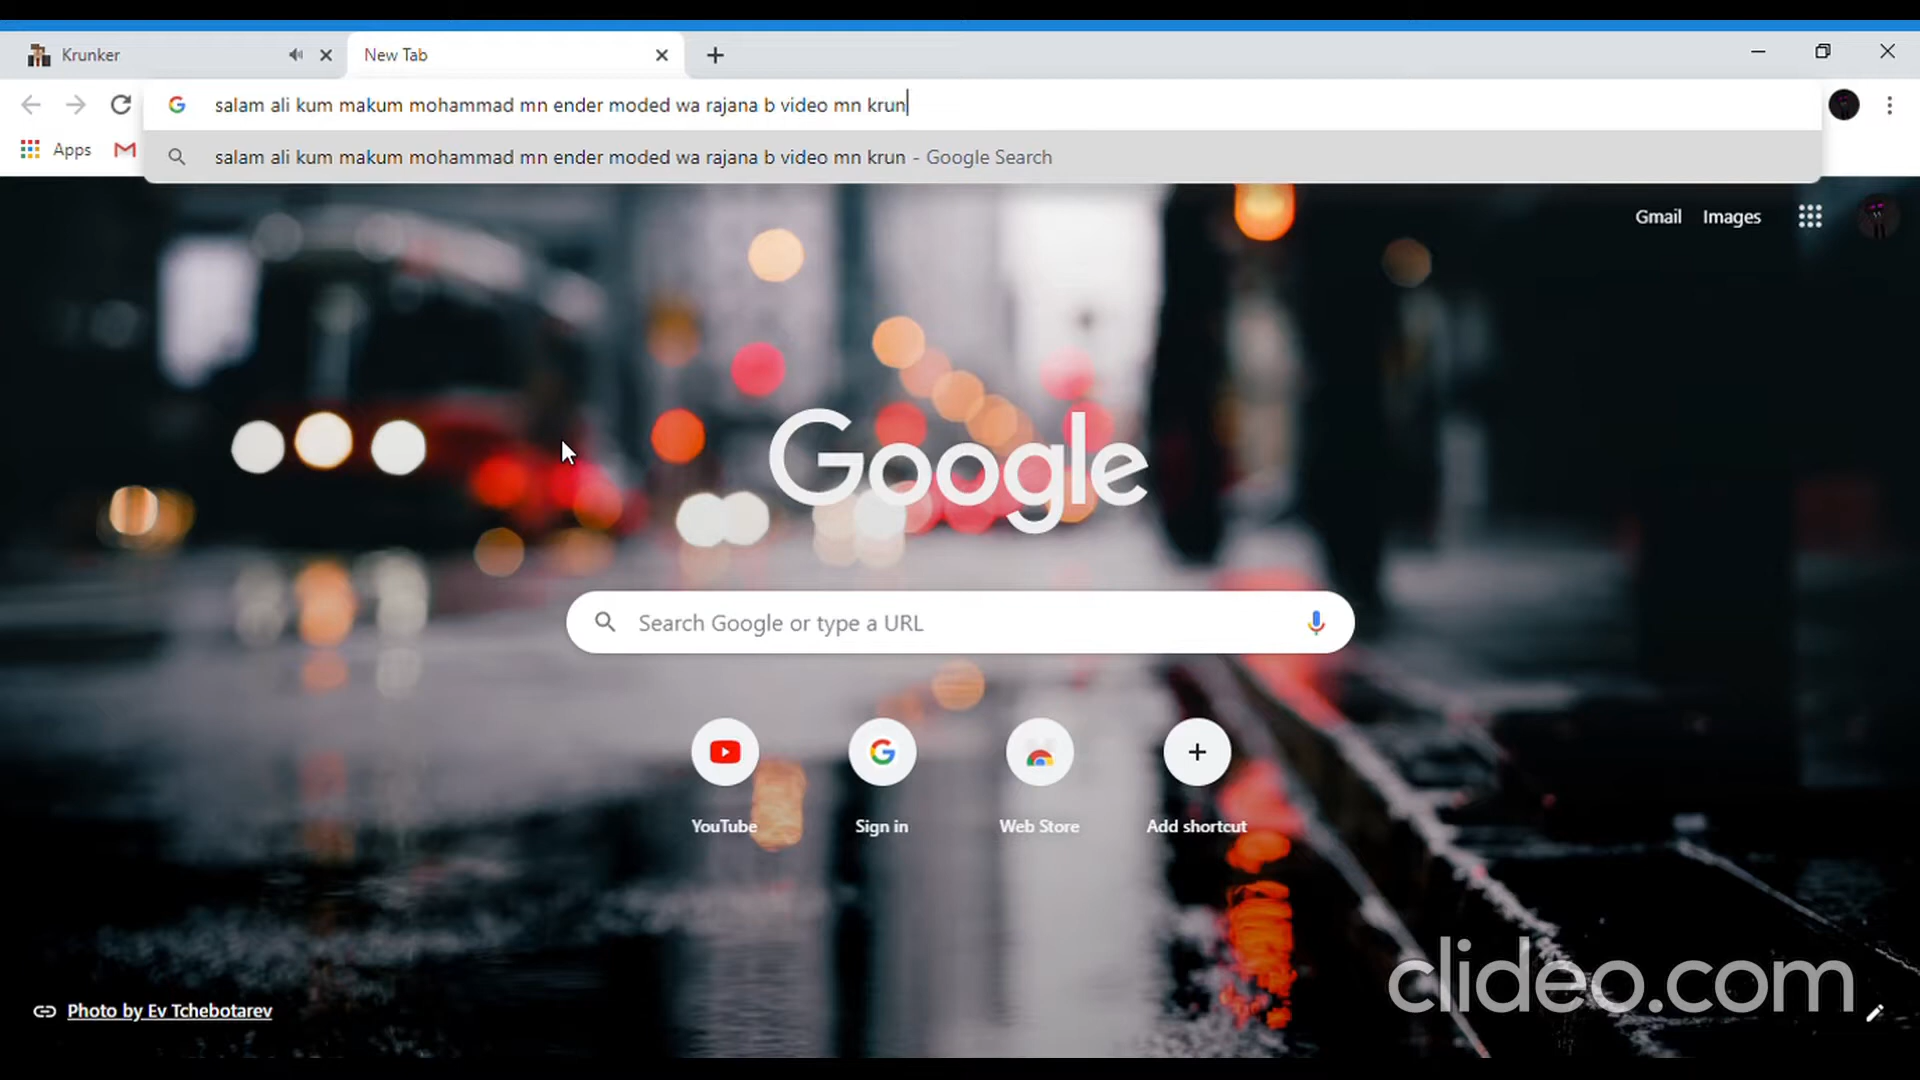 Krunker
New Tab
salam ali kum makum mohammad mn ender moded wa rajana b video mn krun
Apps
salam ali kum makum mohammad mn ender moded wa rajana b video mn krun - Google Search
Gmail Images
Google
Search Google or type a URL
YouTube Sign in Web Store Add shortcut
clideo.com
Photo by Ev Tchebotarev